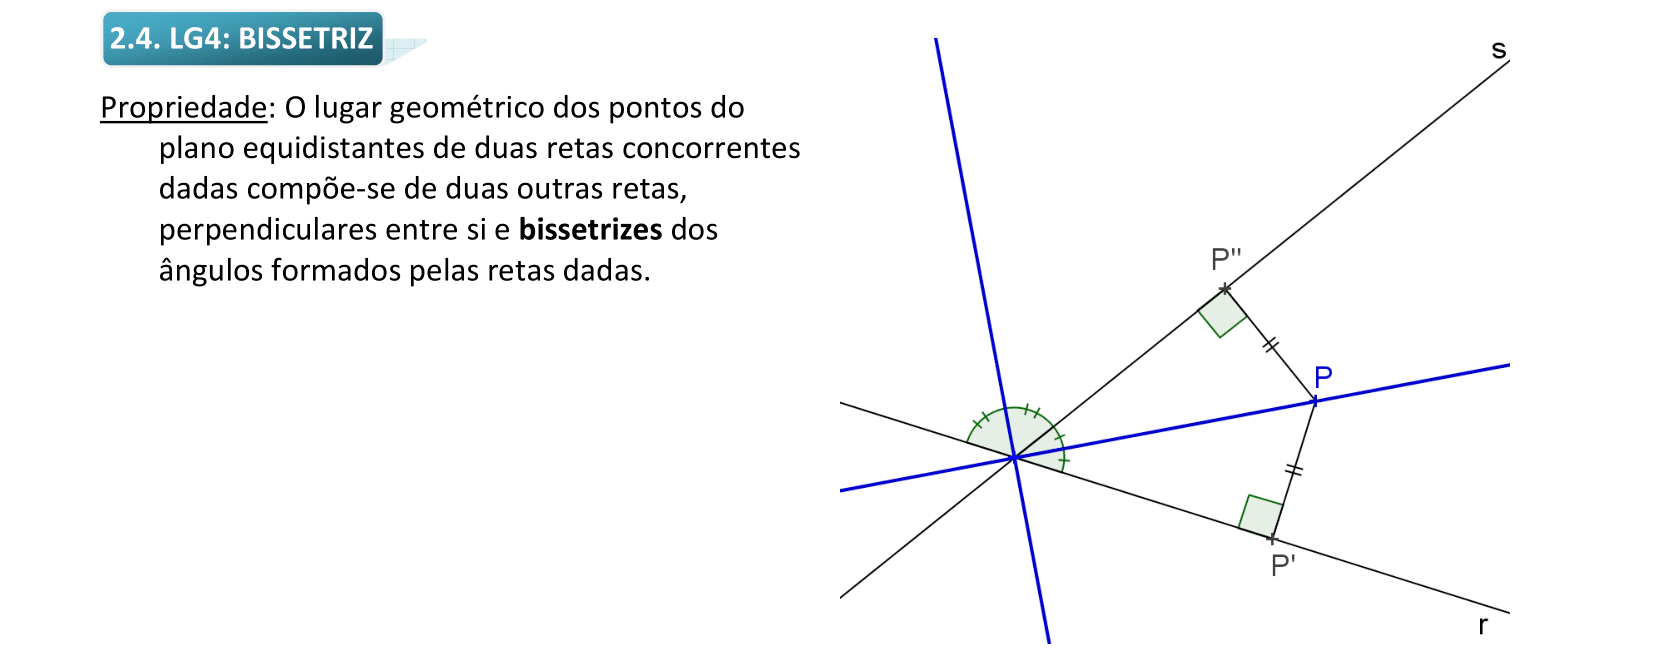 2.4. LG4: BISSETRIZ
Propriedade: O lugar geométrico dos pontos do
plano equidistantes de duas retas concorrentes
dadas compõe-se de duas outras retas,
perpendiculares entre si e bissetrizes dos
ângulos formados pelas retas dadas.
s
P''
P
P'
r